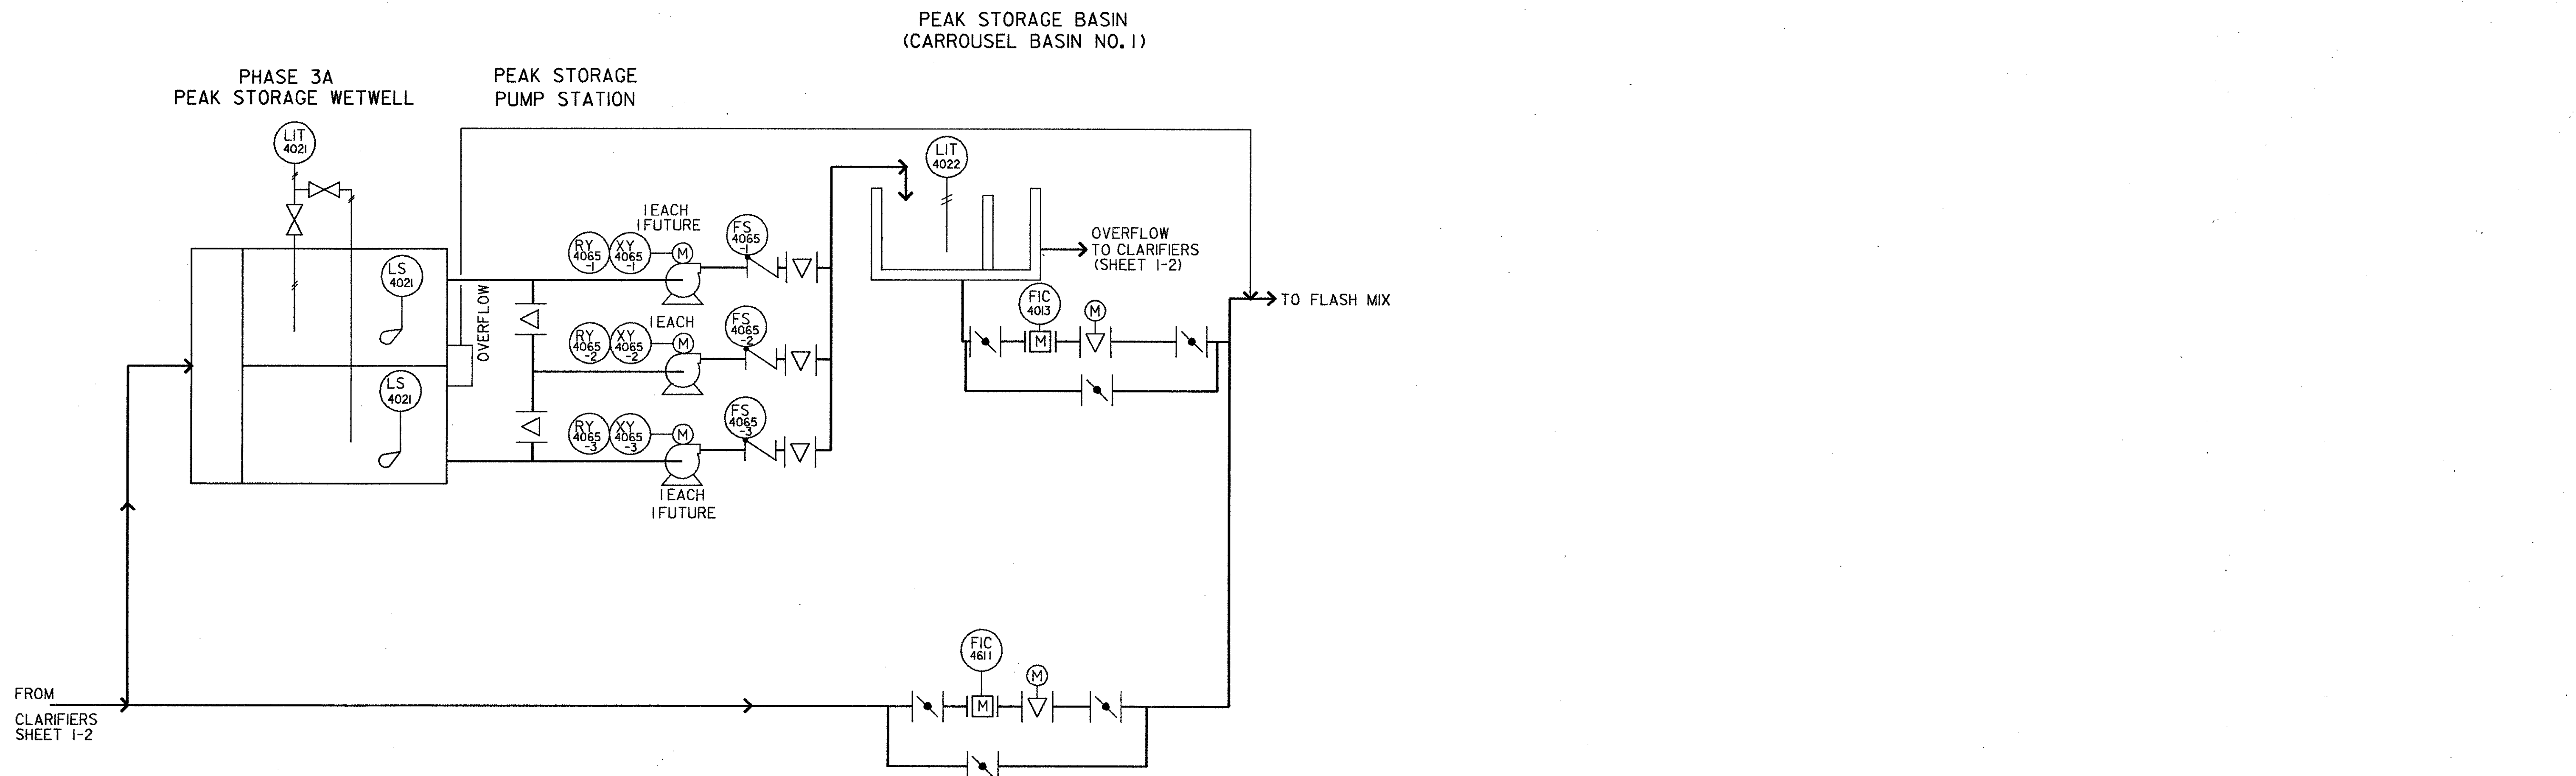 PEAK STORAGE BASIN
(CARROUSEL BASIN NO. 1)
PHASE 3A
PEAK STORAGE WETWELL
PEAK STORAGE
PUMP STATION
LIT
4021
LIT
4022
1 EACH
1 FUTURE
FS
4065
-1
RY
4065
-1
XY
4065
-1
M
OVERFLOW
TO CLARIFIERS
(SHEET 1-2)
LS
4021
OVERFLOW
FIC
4013
M
M
TO FLASH MIX
1 EACH
FS
4065
-2
RY
4065
-2
XY
4065
-2
M
LS
4021
FS
4065
-3
RY
4065
-3
XY
4065
-3
M
1 EACH
1 FUTURE
FIC
4611
M
M
FROM
CLARIFIERS
SHEET 1-2